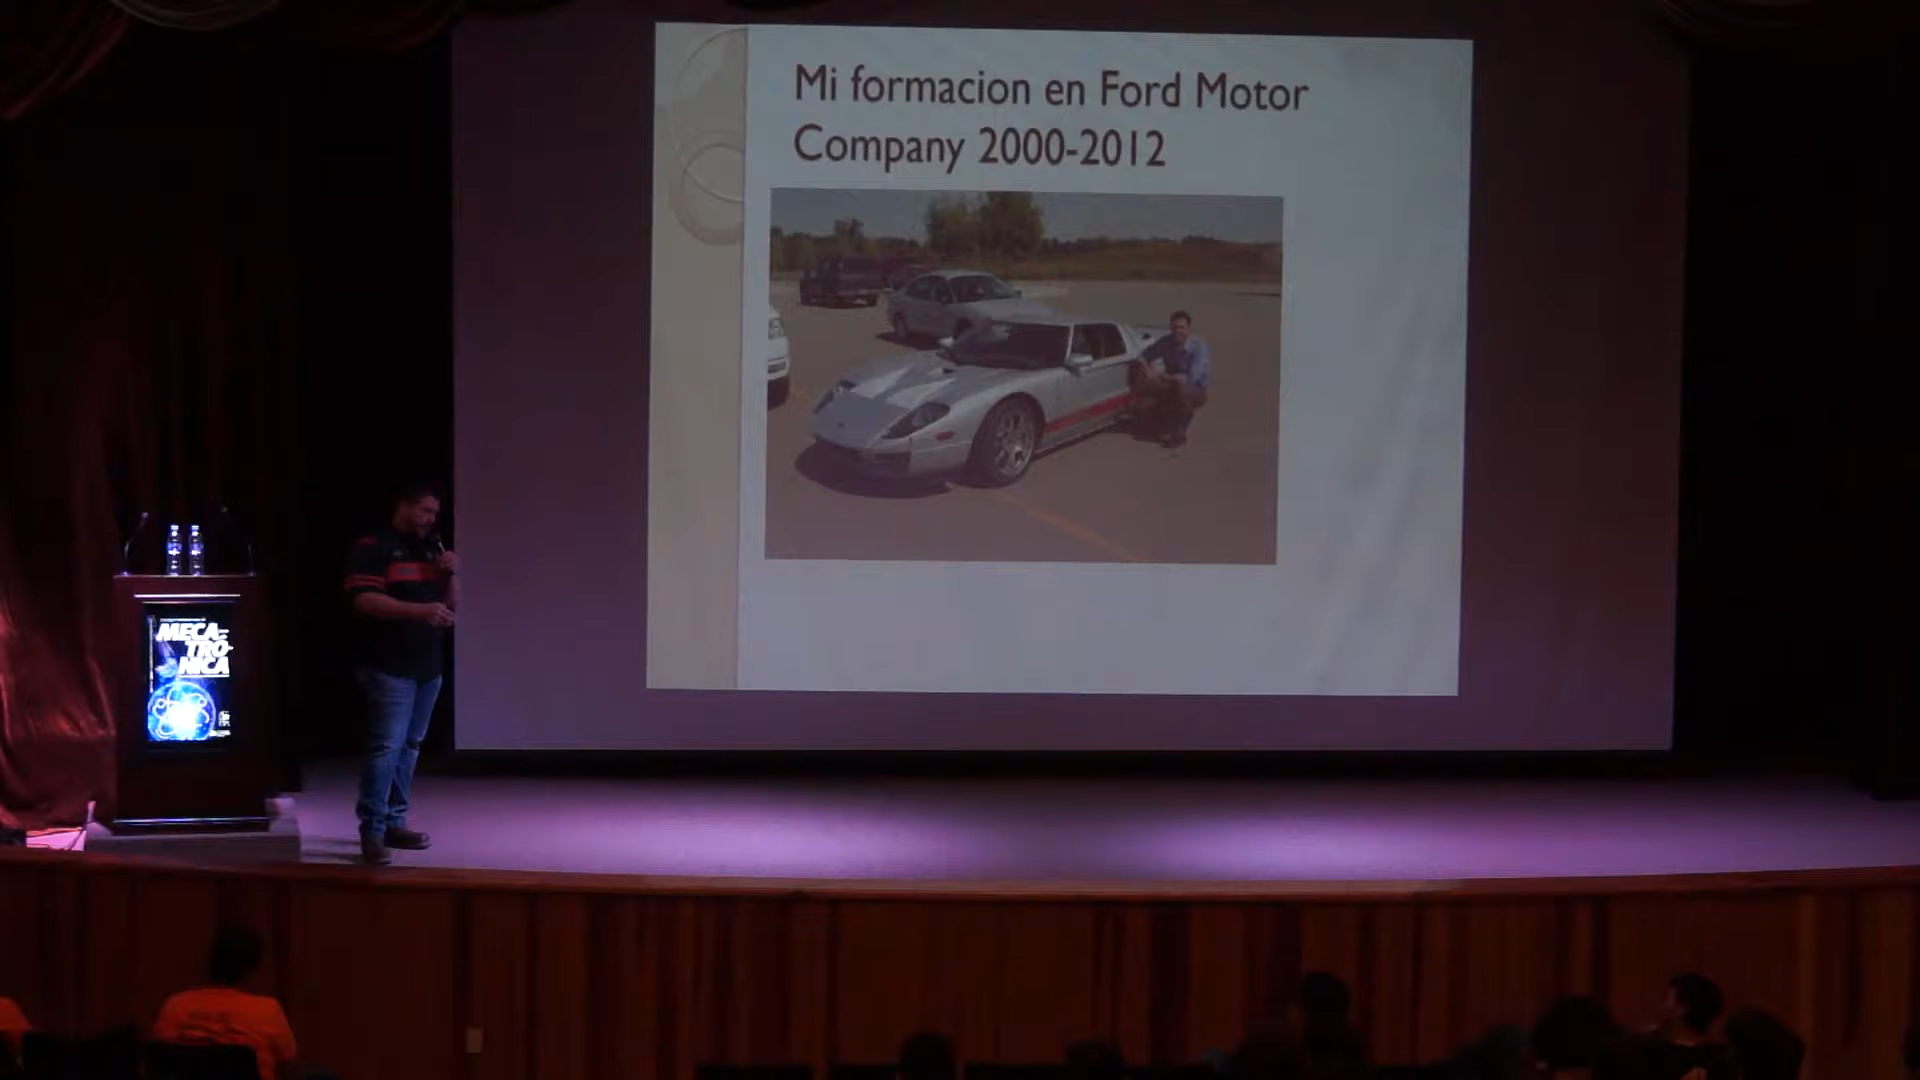 Mi formacion en Ford Motor
Company 2000-2012
MECA-
TRO-
NICA